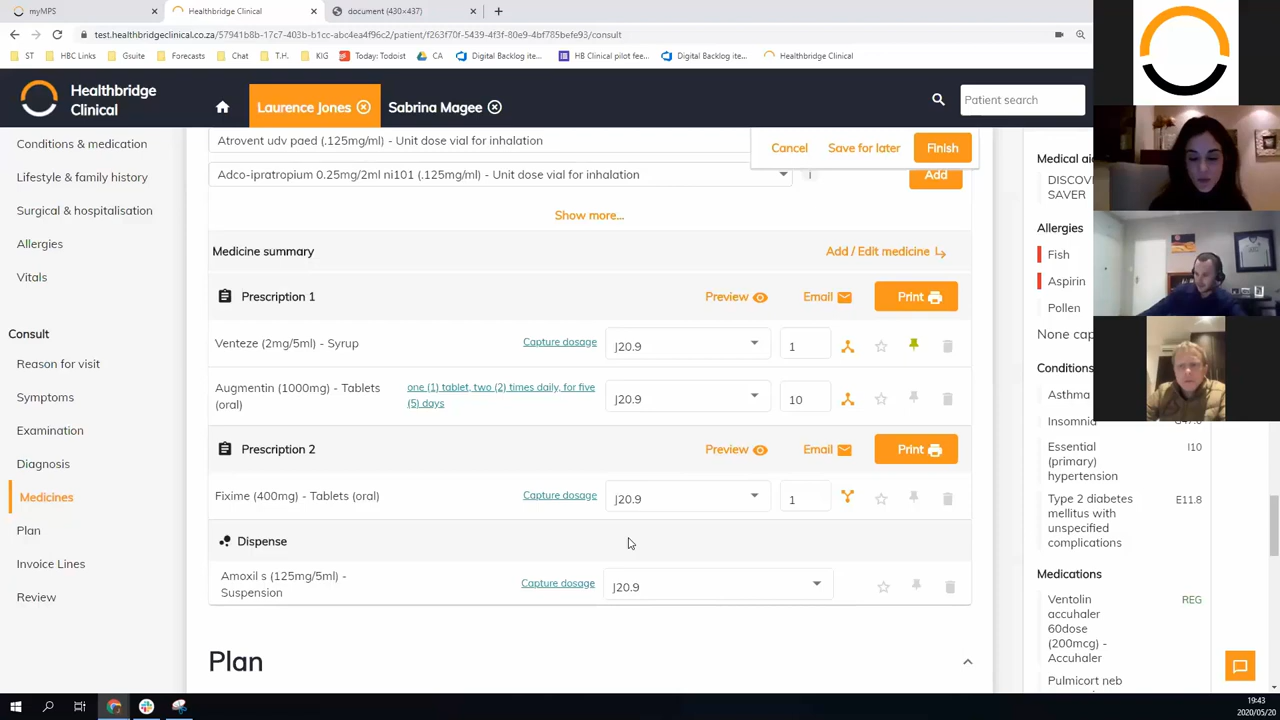 myMPS
Healthbridge Clinical
document (430×437)
test.healthbridgeclinical.co.za/57941b8b-17c7-403b-b1cc-abc4ea4f96c2/patient/f263f70f-5439-4f3f-80e9-4bf785befe93/consult
ST
HBC Links
Gsuite
Forecasts
Chat
T.H.
KIG
Today: Todoist
CA
Digital Backlog ite...
HB Clinical pilot fee...
Digital Backlog ite...
Healthbridge Clinical
Healthbridge
Clinical
Laurence Jones
Sabrina Magee
Patient search
Conditions & medication
Lifestyle & family history
Surgical & hospitalisation
Allergies
Vitals
Consult
Reason for visit
Symptoms
Examination
Diagnosis
Medicines
Plan
Invoice Lines
Review
Atrovent udv paed (.125mg/ml) - Unit dose vial for inhalation
Cancel
Save for later
Finish
Adco-ipratropium 0.25mg/2ml ni101 (.125mg/ml) - Unit dose vial for inhalation
Add
Show more...
Medicine summary
Add / Edit medicine
Prescription 1
Preview
Email
Print
Venteze (2mg/5ml) - Syrup
Capture dosage
J20.9
1
Augmentin (1000mg) - Tablets
(oral)
one (1) tablet, two (2) times daily, for five
(5) days
J20.9
10
Prescription 2
Preview
Email
Print
Fixime (400mg) - Tablets (oral)
Capture dosage
J20.9
1
Dispense
Amoxil s (125mg/5ml) -
Suspension
Capture dosage
J20.9
Plan
Medical aid
DISCOV
SAVER
Allergies
Fish
Aspirin
Pollen
None cap
Conditions
Asthma
Insomnia
Essential
(primary)
hypertension
I10
Type 2 diabetes
mellitus with
unspecified
complications
E11.8
Medications
Ventolin
accuhaler
60dose
(200mcg) -
Accuhaler
REG
Pulmicort neb
19:43
2020/05/20